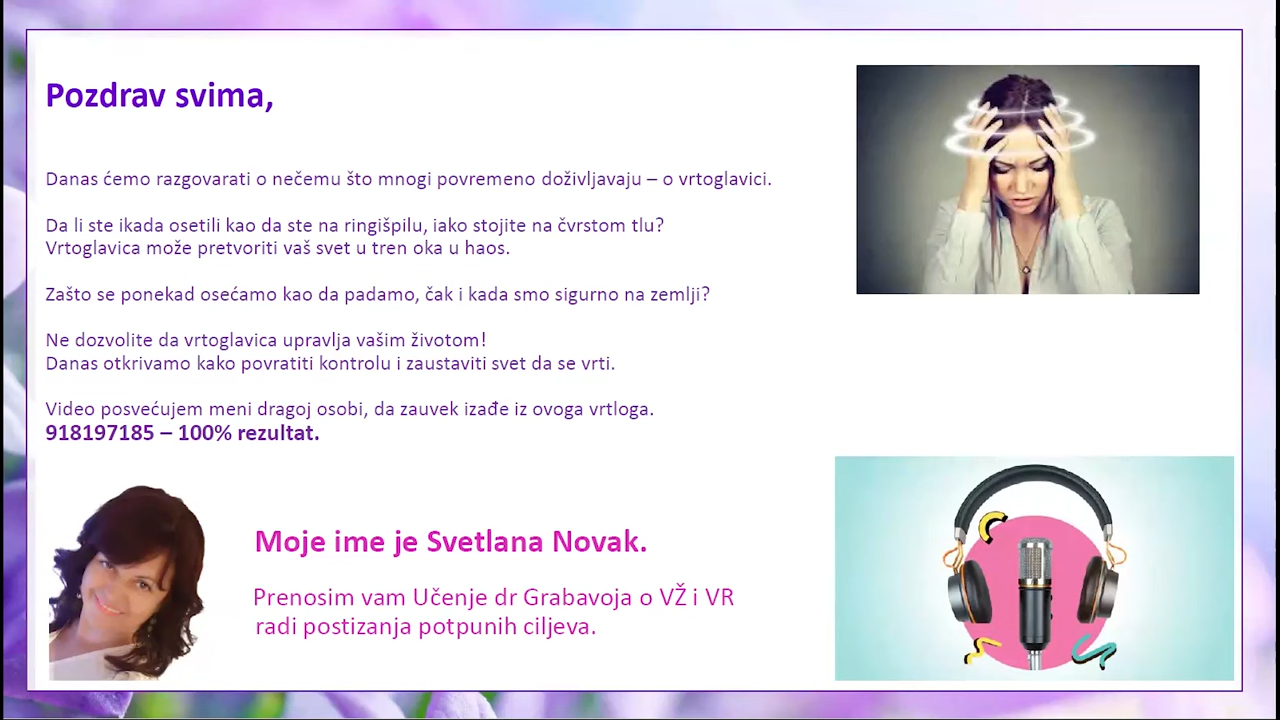 Pozdrav svima,
Danas ćemo razgovarati o nečemu što mnogi povremeno doživljavaju – o vrtoglavici.
Da li ste ikada osetili kao da ste na ringišpilu, iako stojite na čvrstom tlu?
Vrtoglavica može pretvoriti vaš svet u tren oka u haos.
Zašto se ponekad osećamo kao da padamo, čak i kada smo sigurno na zemlji?
Ne dozvolite da vrtoglavica upravlja vašim životom!
Danas otkrivamo kako povratiti kontrolu i zaustaviti svet da se vrti.
Video posvećujem meni dragoj osobi, da zauvek izađe iz ovoga vrtloga.
918197185 – 100% rezultat.
Moje ime je Svetlana Novak.
Prenosim vam Učenje dr Grabavoja o VŽ i VR
radi postizanja potpunih ciljeva.